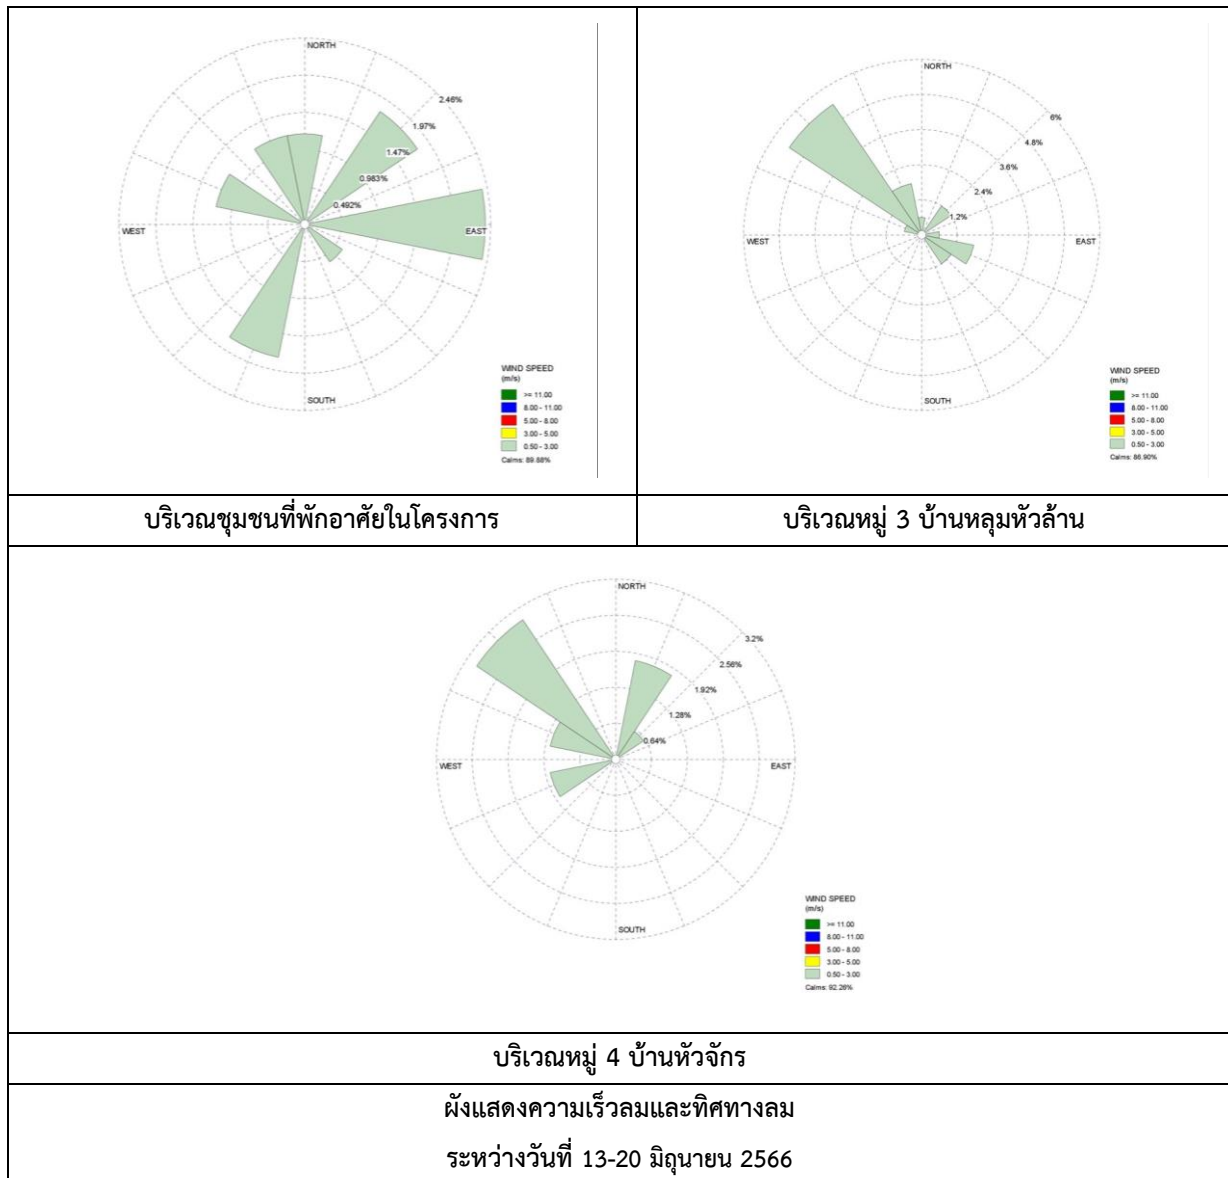 NORTH
2.46%
1.97%
1.47%
0.983%
0.492%
WEST
EAST
SOUTH
WIND SPEED
(m/s)
>= 11.00
8.00 - 11.00
5.00 - 8.00
3.00 - 5.00
0.50 - 3.00
Calms: 89.88%
NORTH
6%
4.8%
3.6%
2.4%
1.2%
WEST
EAST
SOUTH
WIND SPEED
(m/s)
>= 11.00
8.00 - 11.00
5.00 - 8.00
3.00 - 5.00
0.50 - 3.00
Calms: 86.90%
บริเวณชุมชนที่พักอาศัยในโครงการ
บริเวณหมู่ 3 บ้านหลุมหัวล้าน
NORTH
3.2%
2.56%
1.92%
1.28%
0.64%
WEST
EAST
SOUTH
WIND SPEED
(m/s)
>= 11.00
8.00 - 11.00
5.00 - 8.00
3.00 - 5.00
0.50 - 3.00
Calms: 92.26%
บริเวณหมู่ 4 บ้านหัวจักร
ผังแสดงความเร็วลมและทิศทางลม
ระหว่างวันที่ 13-20 มิถุนายน 2566